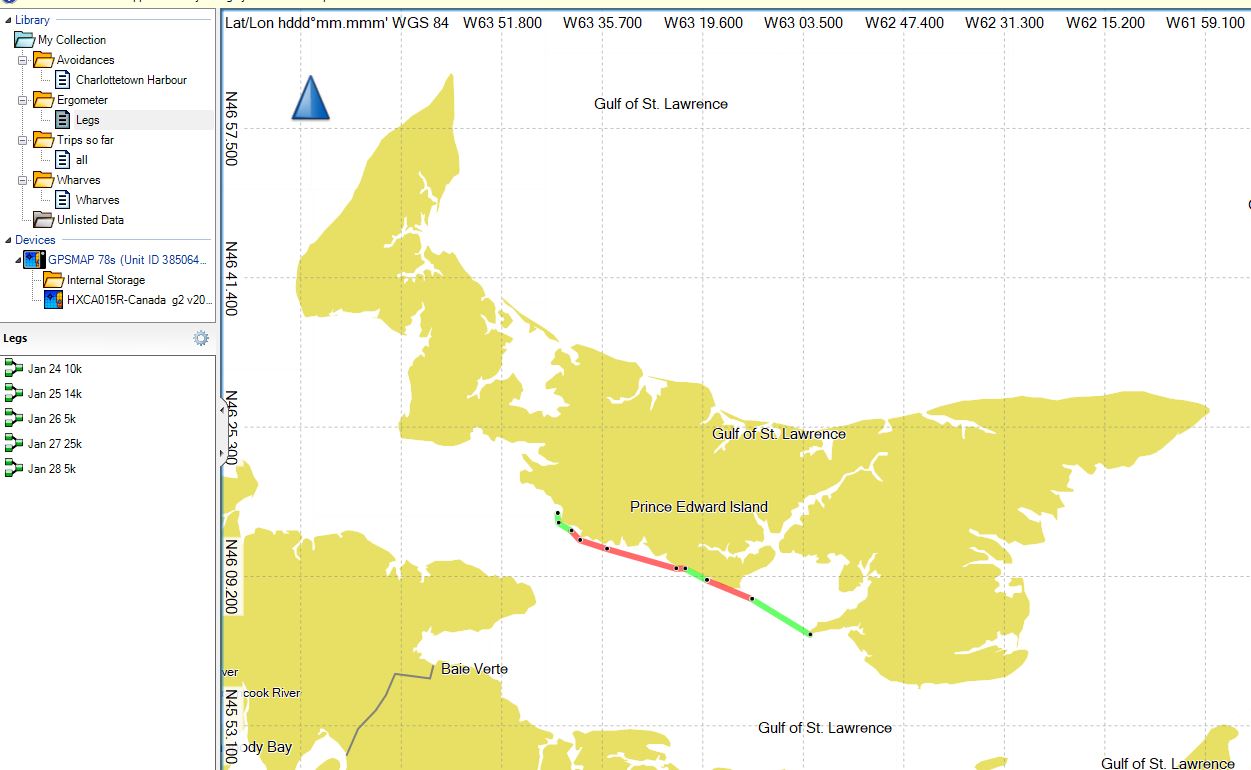 Library
My Collection
Avoidances
Charlottetown Harbour
Ergometer
Legs
Trips so far
all
Wharves
Wharves
Unlisted Data
Devices
GPSMAP 78s (Unit ID 385064...
Internal Storage
HXCA015R-Canada g2 v20...
Legs
Jan 24 10k
Jan 25 14k
Jan 26 5k
Jan 27 25k
Jan 28 5k
Lat/Lon hddd°mm.mmm' WGS 84 W63 51.800 W63 35.700 W63 19.600 W63 03.500 W62 47.400 W62 31.300 W62 15.200 W61 59.100
N46 57.500
N46 41.400
N46 25.300
N46 09.200
N45 53.100
Gulf of St. Lawrence
Gulf of St. Lawrence
Prince Edward Island
Baie Verte
ver
cook River
ody Bay
Gulf of St. Lawrence
Gulf of St. Lawrence